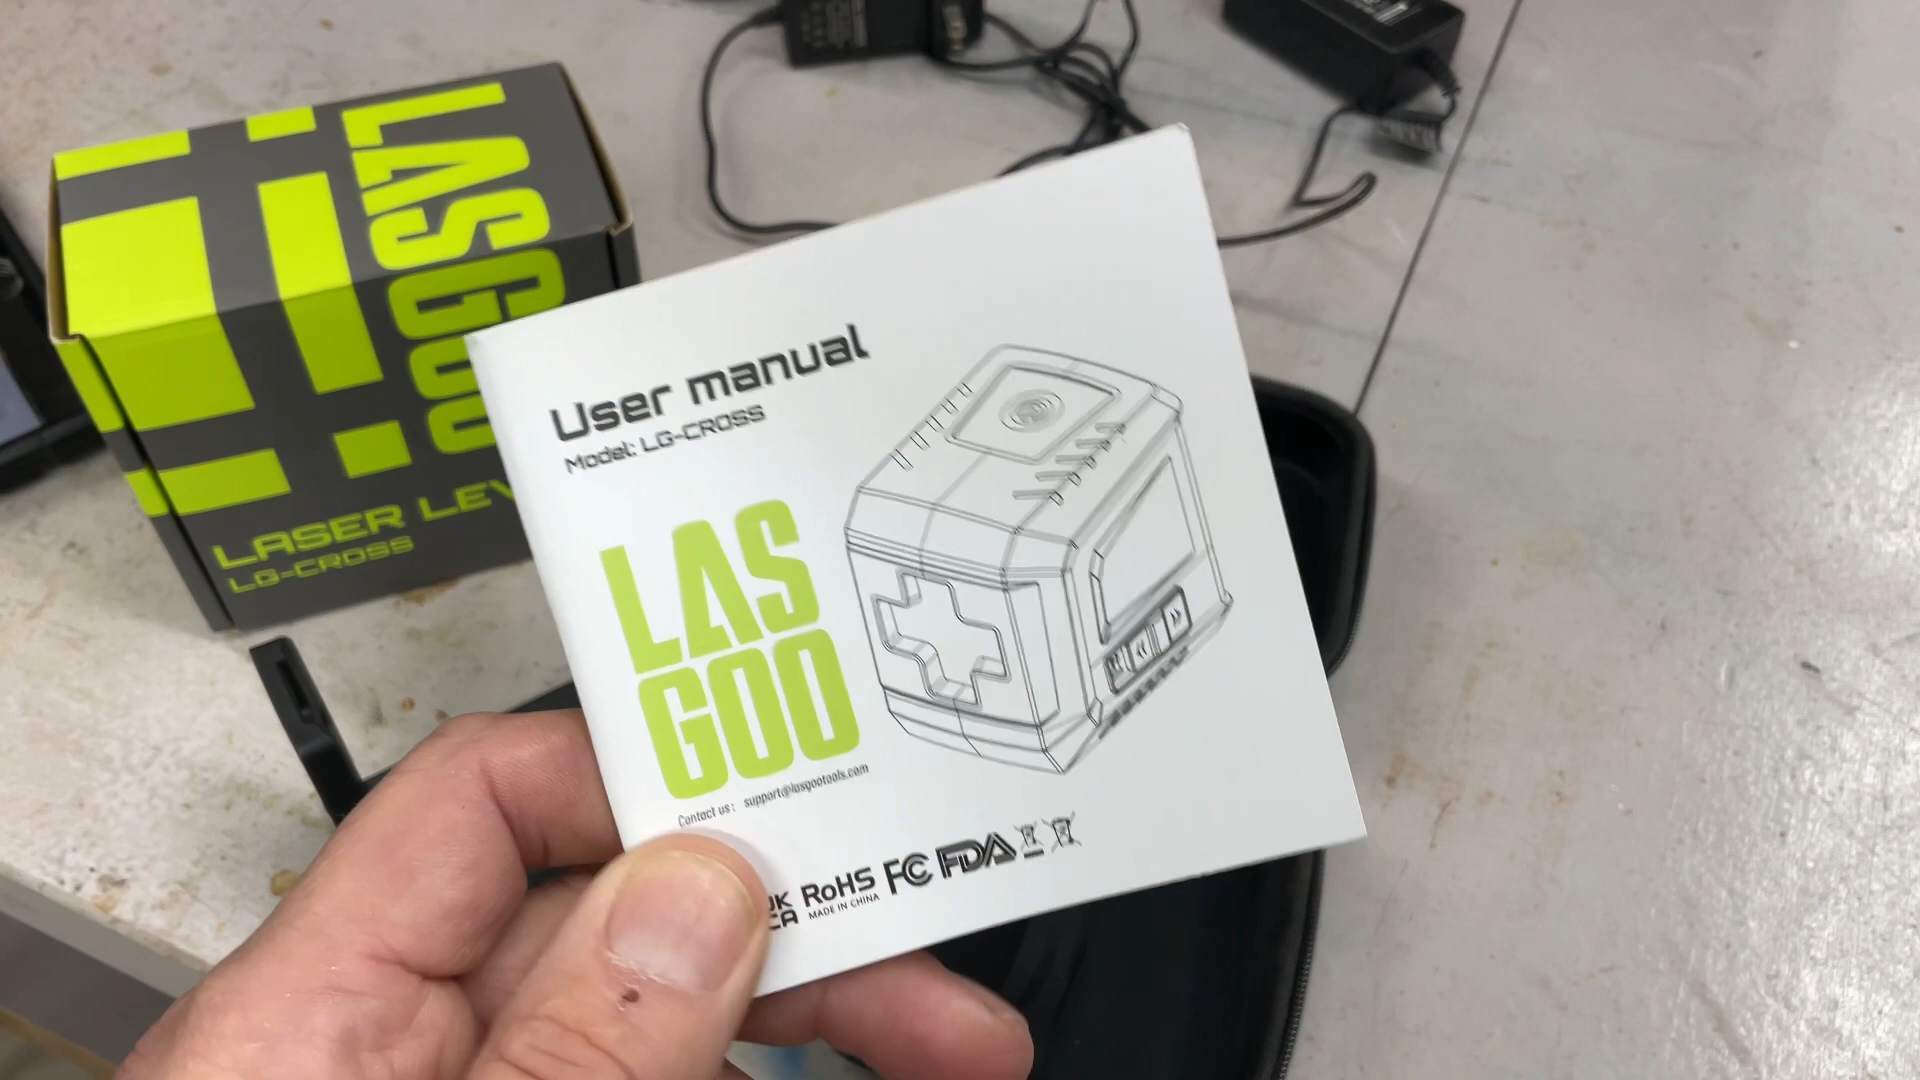 LASGOO
LASER LEV
LG-CROSS
User manual
Model: LG-CROSS
LAS
GOO
Contact us: support@lasgootools.com
UK
CA
RoHS
MADE IN CHINA
FC
FDA